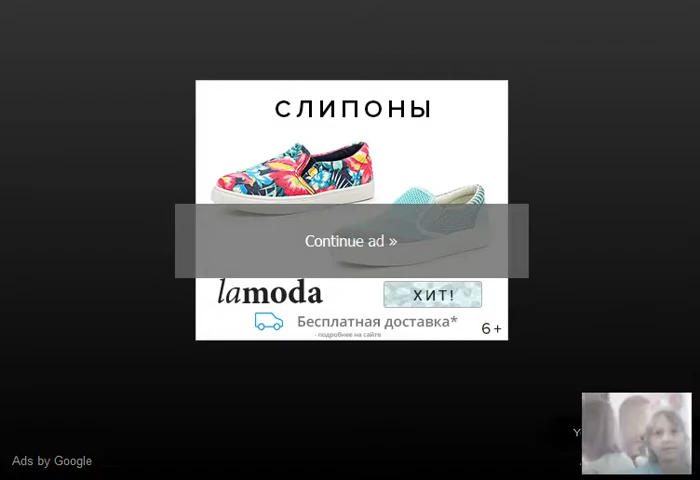 СЛИПОНЫ
Continue ad »
lamoda
ХИТ!
Бесплатная доставка*
- подробнее на сайте
6+
Ads by Google